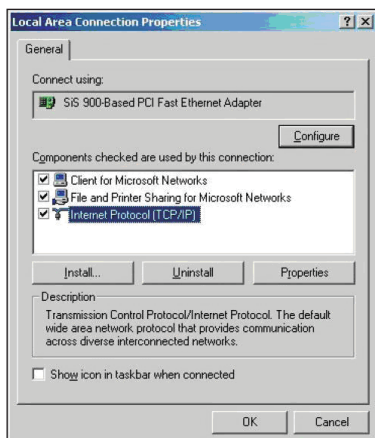 Local Area Connection Properties
General
Connect using:
SiS 900-Based PCI Fast Ethernet Adapter
Configure
Components checked are used by this connection:
Client for Microsoft Networks
File and Printer Sharing for Microsoft Networks
Internet Protocol (TCP/IP)
Install... Uninstall Properties
Description
Transmission Control Protocol/Internet Protocol. The default
wide area network protocol that provides communication
across diverse interconnected networks.
Show icon in taskbar when connected
OK Cancel